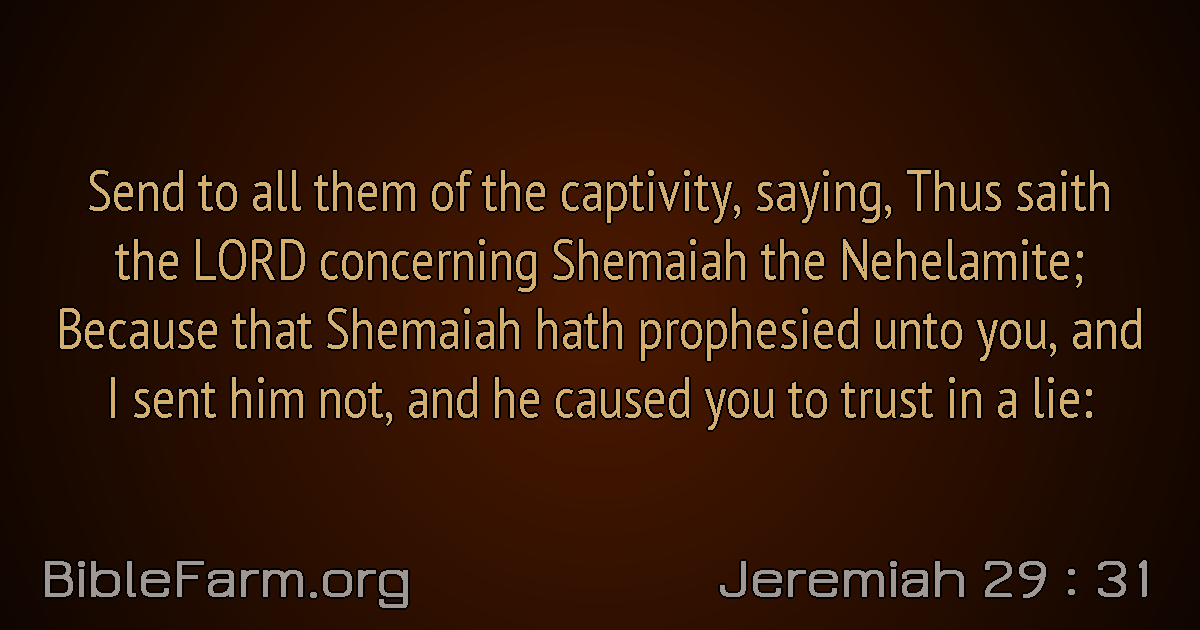 Send to all them of the captivity, saying, Thus saith
the LORD concerning Shemaiah the Nehelamite;
Because that Shemaiah hath prophesied unto you, and
I sent him not, and he caused you to trust in a lie:
BibleFarm.org
Jeremiah 29 : 31